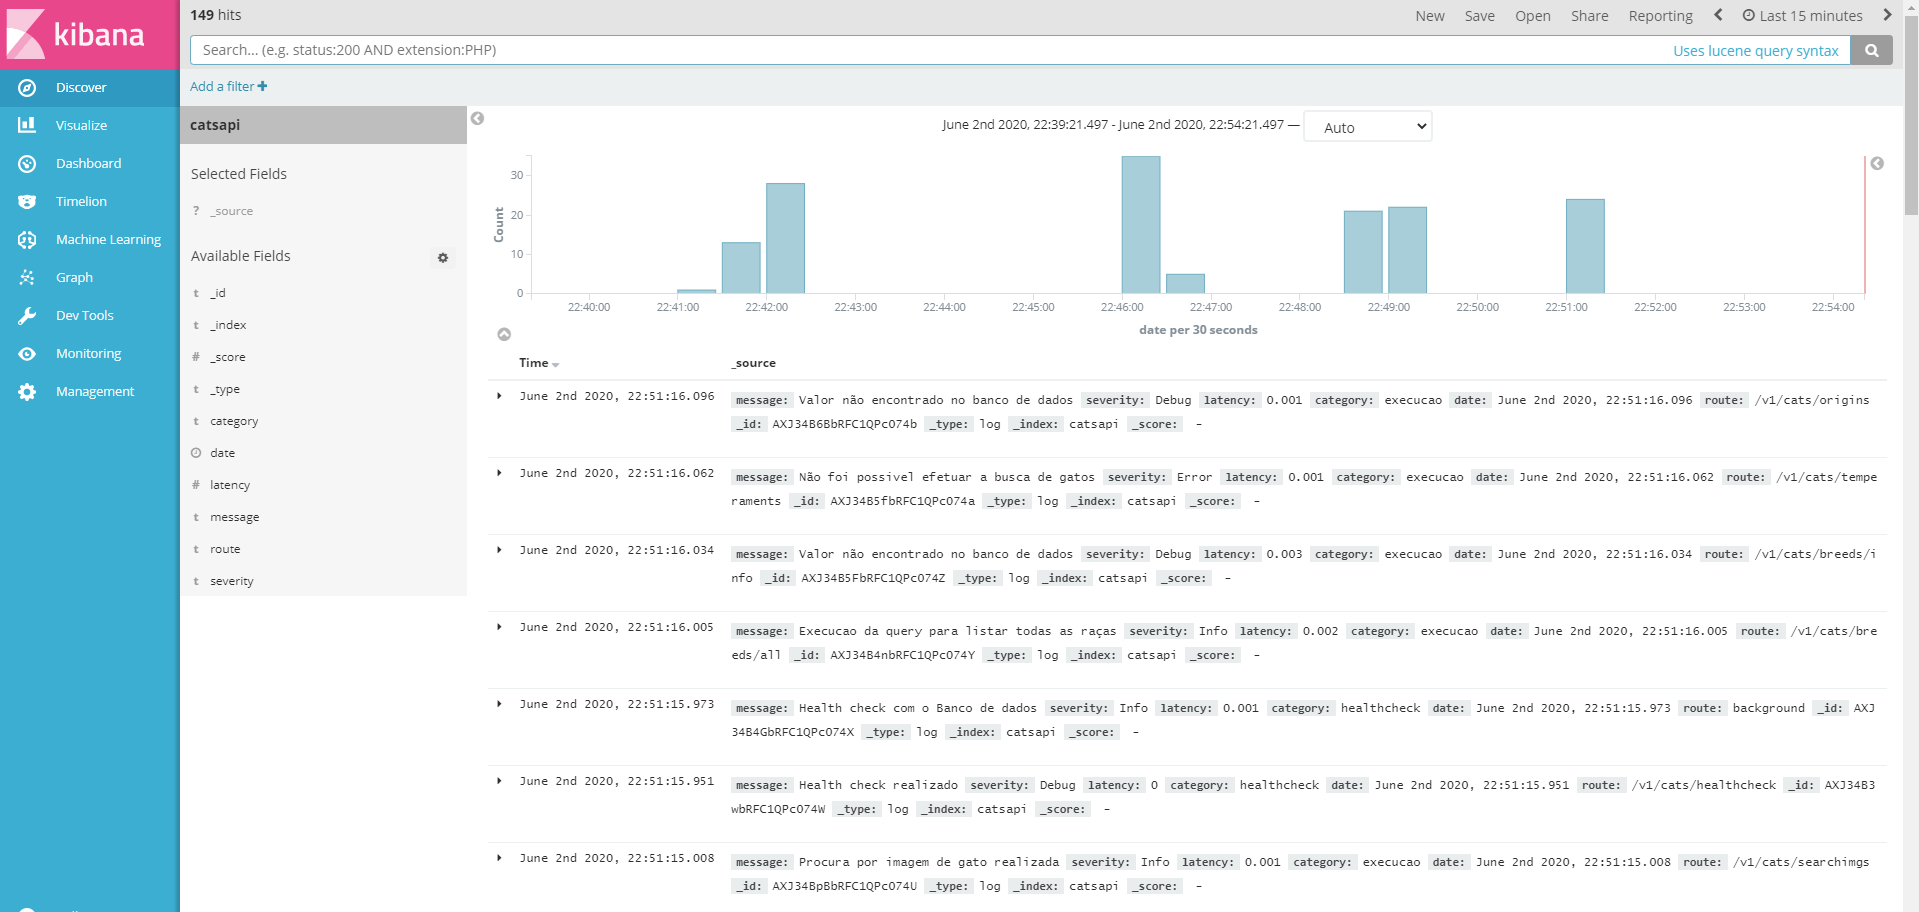 kibana
Discover
Visualize
Dashboard
Timelion
Machine Learning
Graph
Dev Tools
Monitoring
Management
149 hits
New Save Open Share Reporting Last 15 minutes
Search... (e.g. status:200 AND extension:PHP)
Uses lucene query syntax
Add a filter
catsapi
Selected Fields
? _source
Available Fields
t _id
t _index
# _score
t _type
t category
date
# latency
t message
t route
t severity
June 2nd 2020, 22:39:21.497 - June 2nd 2020, 22:54:21.497 — Auto
Count
30
20
10
0
22:40:00 22:41:00 22:42:00 22:43:00 22:44:00 22:45:00 22:46:00 22:47:00 22:48:00 22:49:00 22:50:00 22:51:00 22:52:00 22:53:00 22:54:00
date per 30 seconds
Time _source
June 2nd 2020, 22:51:16.096 message: Valor não encontrado no banco de dados severity: Debug latency: 0.001 category: execucao date: June 2nd 2020, 22:51:16.096 route: /v1/cats/origins
_id: AXJ34B6BbRFC1QPc074b _type: log _index: catsapi _score: -
June 2nd 2020, 22:51:16.062 message: Não foi possivel efetuar a busca de gatos severity: Error latency: 0.001 category: execucao date: June 2nd 2020, 22:51:16.062 route: /v1/cats/tempe
raments _id: AXJ34B5fbRFC1QPc074a _type: log _index: catsapi _score: -
June 2nd 2020, 22:51:16.034 message: Valor não encontrado no banco de dados severity: Debug latency: 0.003 category: execucao date: June 2nd 2020, 22:51:16.034 route: /v1/cats/breeds/i
nfo _id: AXJ34B5FbRFC1QPc074Z _type: log _index: catsapi _score: -
June 2nd 2020, 22:51:16.005 message: Execucao da query para listar todas as raças severity: Info latency: 0.002 category: execucao date: June 2nd 2020, 22:51:16.005 route: /v1/cats/bre
eds/all _id: AXJ34B4nbRFC1QPc074Y _type: log _index: catsapi _score: -
June 2nd 2020, 22:51:15.973 message: Health check com o Banco de dados severity: Info latency: 0.001 category: healthcheck date: June 2nd 2020, 22:51:15.973 route: background _id: AXJ
34B4GbRFC1QPc074X _type: log _index: catsapi _score: -
June 2nd 2020, 22:51:15.951 message: Health check realizado severity: Debug latency: 0 category: healthcheck date: June 2nd 2020, 22:51:15.951 route: /v1/cats/healthcheck _id: AXJ34B3
wbRFC1QPc074W _type: log _index: catsapi _score: -
June 2nd 2020, 22:51:15.008 message: Procura por imagem de gato realizada severity: Info latency: 0.001 category: execucao date: June 2nd 2020, 22:51:15.008 route: /v1/cats/searchimgs
_id: AXJ34BpBbRFC1QPc074U _type: log _index: catsapi _score: -